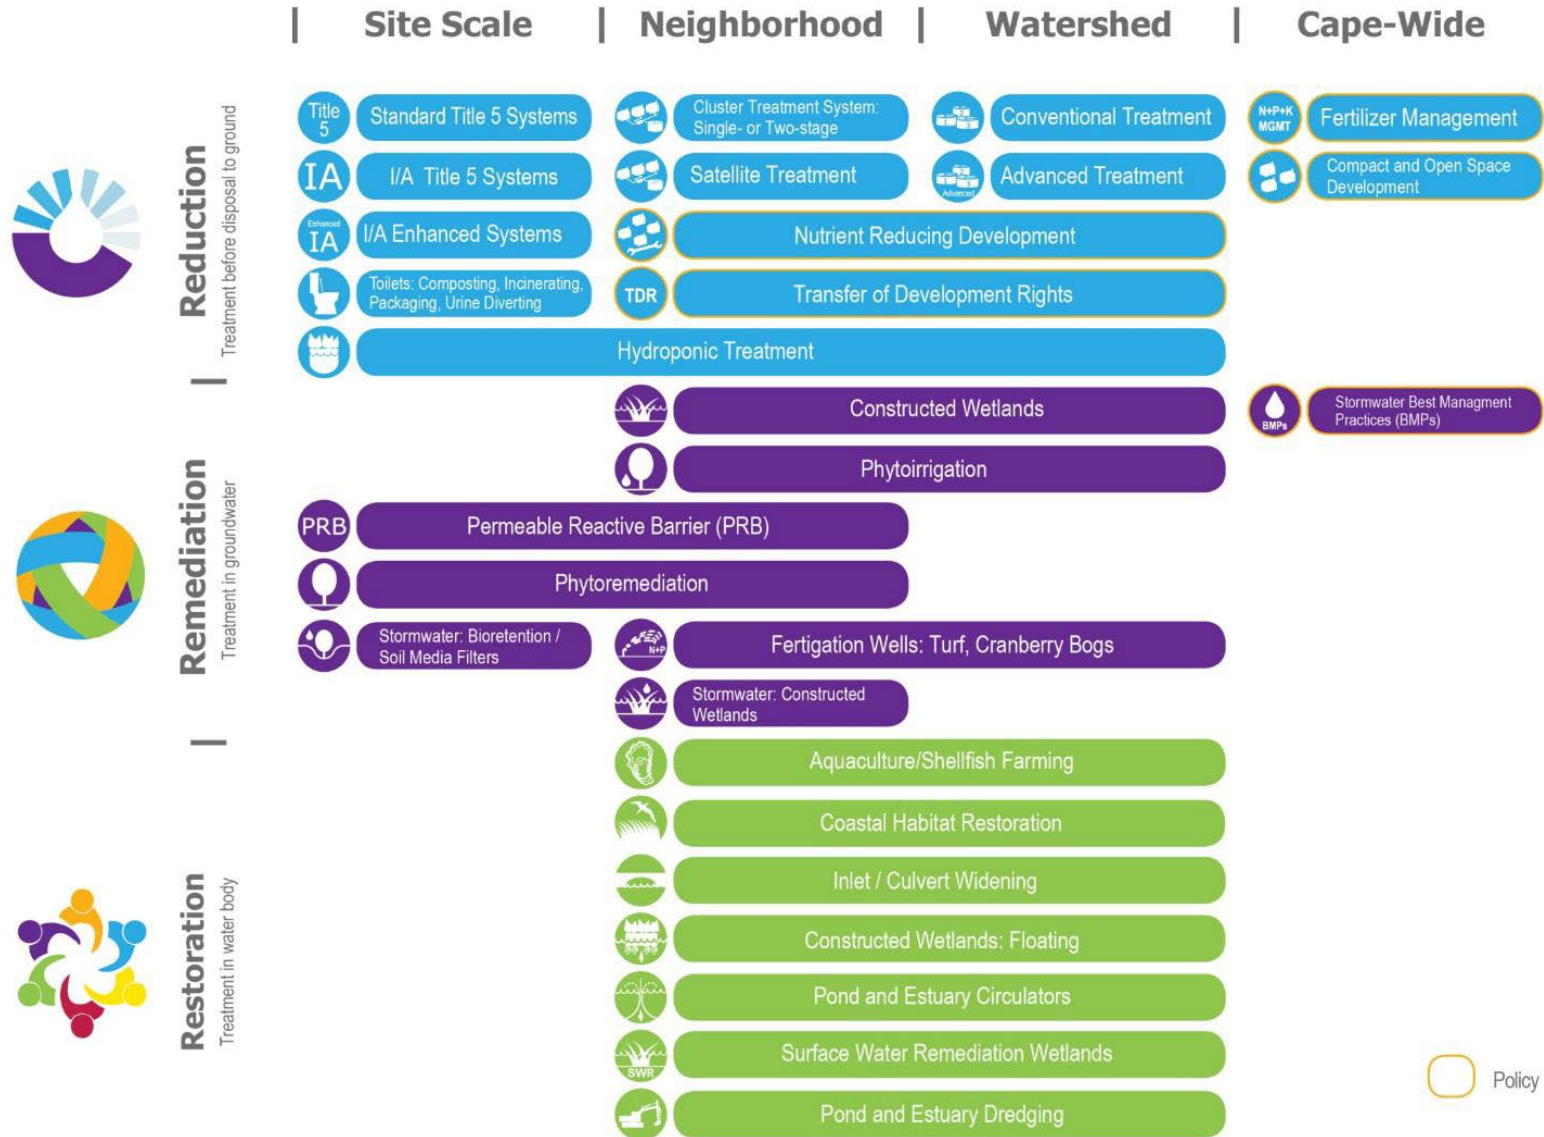 | Site Scale | Neighborhood | Watershed | Cape-Wide
Reduction
Treatment before disposal to ground
Title
5
Standard Title 5 Systems
Cluster Treatment System:
Single- or Two-stage
Conventional Treatment
N+P+K
MGMT
Fertilizer Management
IA
I/A Title 5 Systems
Satellite Treatment
Advanced
Advanced Treatment
Compact and Open Space
Development
Enhanced
IA
I/A Enhanced Systems
Nutrient Reducing Development
Toilets: Composting, Incinerating,
Packaging, Urine Diverting
TDR
Transfer of Development Rights
Hydroponic Treatment
|
Remediation
Treatment in groundwater
Constructed Wetlands
BMPs
Stormwater Best Managment
Practices (BMPs)
Phytoirrigation
PRB
Permeable Reactive Barrier (PRB)
Phytoremediation
Stormwater: Bioretention /
Soil Media Filters
N+P
Fertigation Wells: Turf, Cranberry Bogs
Stormwater: Constructed
Wetlands
|
Restoration
Treatment in water body
Aquaculture/Shellfish Farming
Coastal Habitat Restoration
Inlet / Culvert Widening
Constructed Wetlands: Floating
Pond and Estuary Circulators
SWR
Surface Water Remediation Wetlands
Pond and Estuary Dredging
Policy